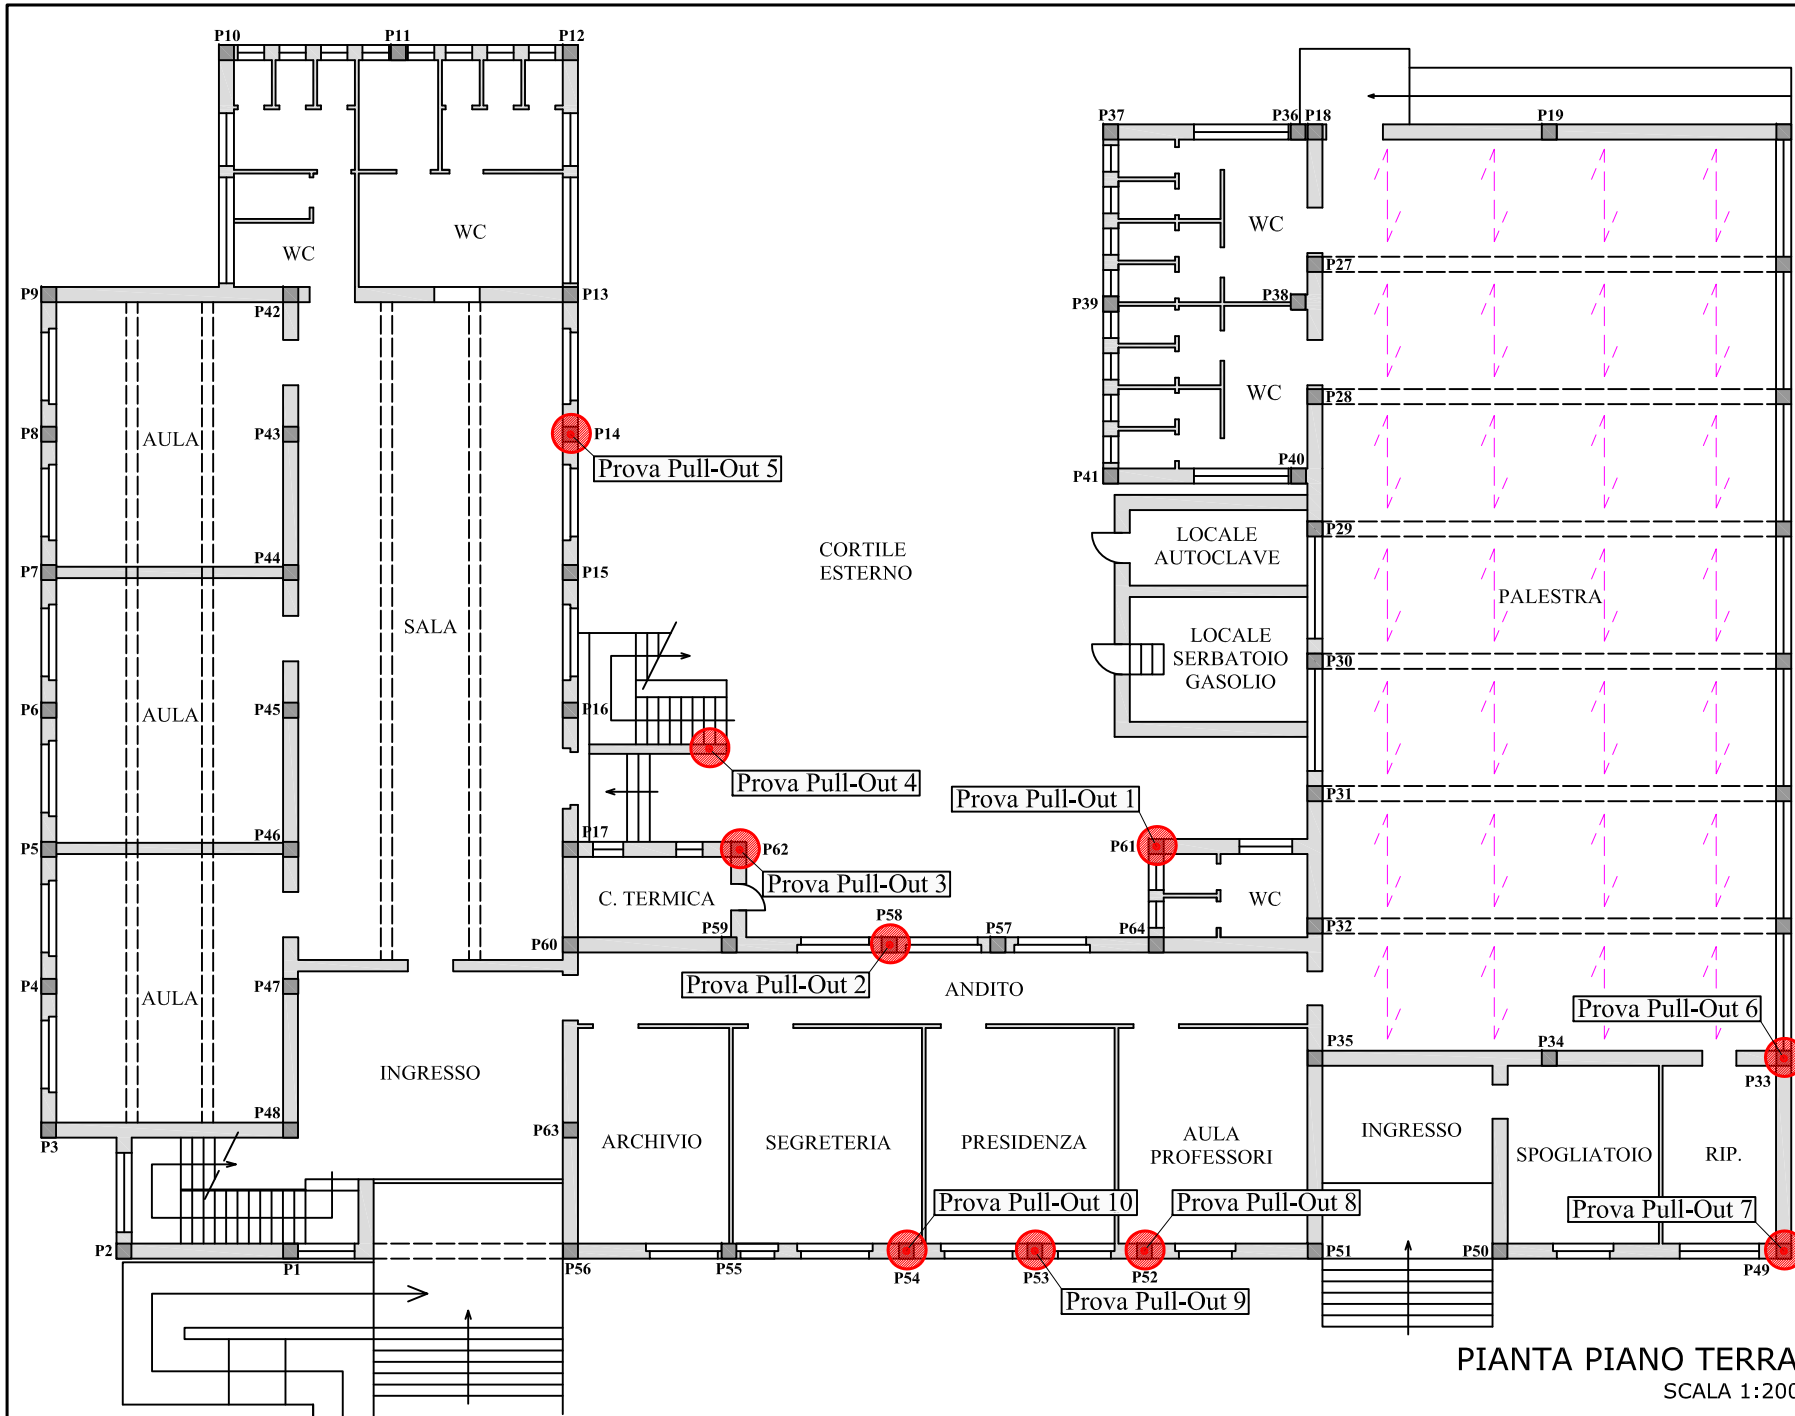 P10
P11
P12
P37
P36
P18
P19
WC
WC
WC
P27
P9
P42
P13
P39
P38
WC
P28
P8
AULA
P43
P14
Prova Pull-Out 5
P41
P40
P29
LOCALE
AUTOCLAVE
CORTILE
ESTERNO
P7
P44
P15
PALESTRA
SALA
LOCALE
SERBATOIO
GASOLIO
P30
P6
AULA
P45
P16
Prova Pull-Out 4
Prova Pull-Out 1
P31
P5
P46
P17
P62
P61
Prova Pull-Out 3
C. TERMICA
WC
P60
P59
P58
P57
P64
P32
Prova Pull-Out 2
ANDITO
P4
AULA
P47
Prova Pull-Out 6
P35
P34
P33
INGRESSO
P3
P48
P63
ARCHIVIO
SEGRETERIA
PRESIDENZA
AULA
PROFESSORI
INGRESSO
SPOGLIATOIO
RIP.
Prova Pull-Out 10
Prova Pull-Out 8
Prova Pull-Out 7
P2
P1
P56
P55
P54
P53
P52
P51
P50
P49
Prova Pull-Out 9
PIANTA PIANO TERRA
SCALA 1:200